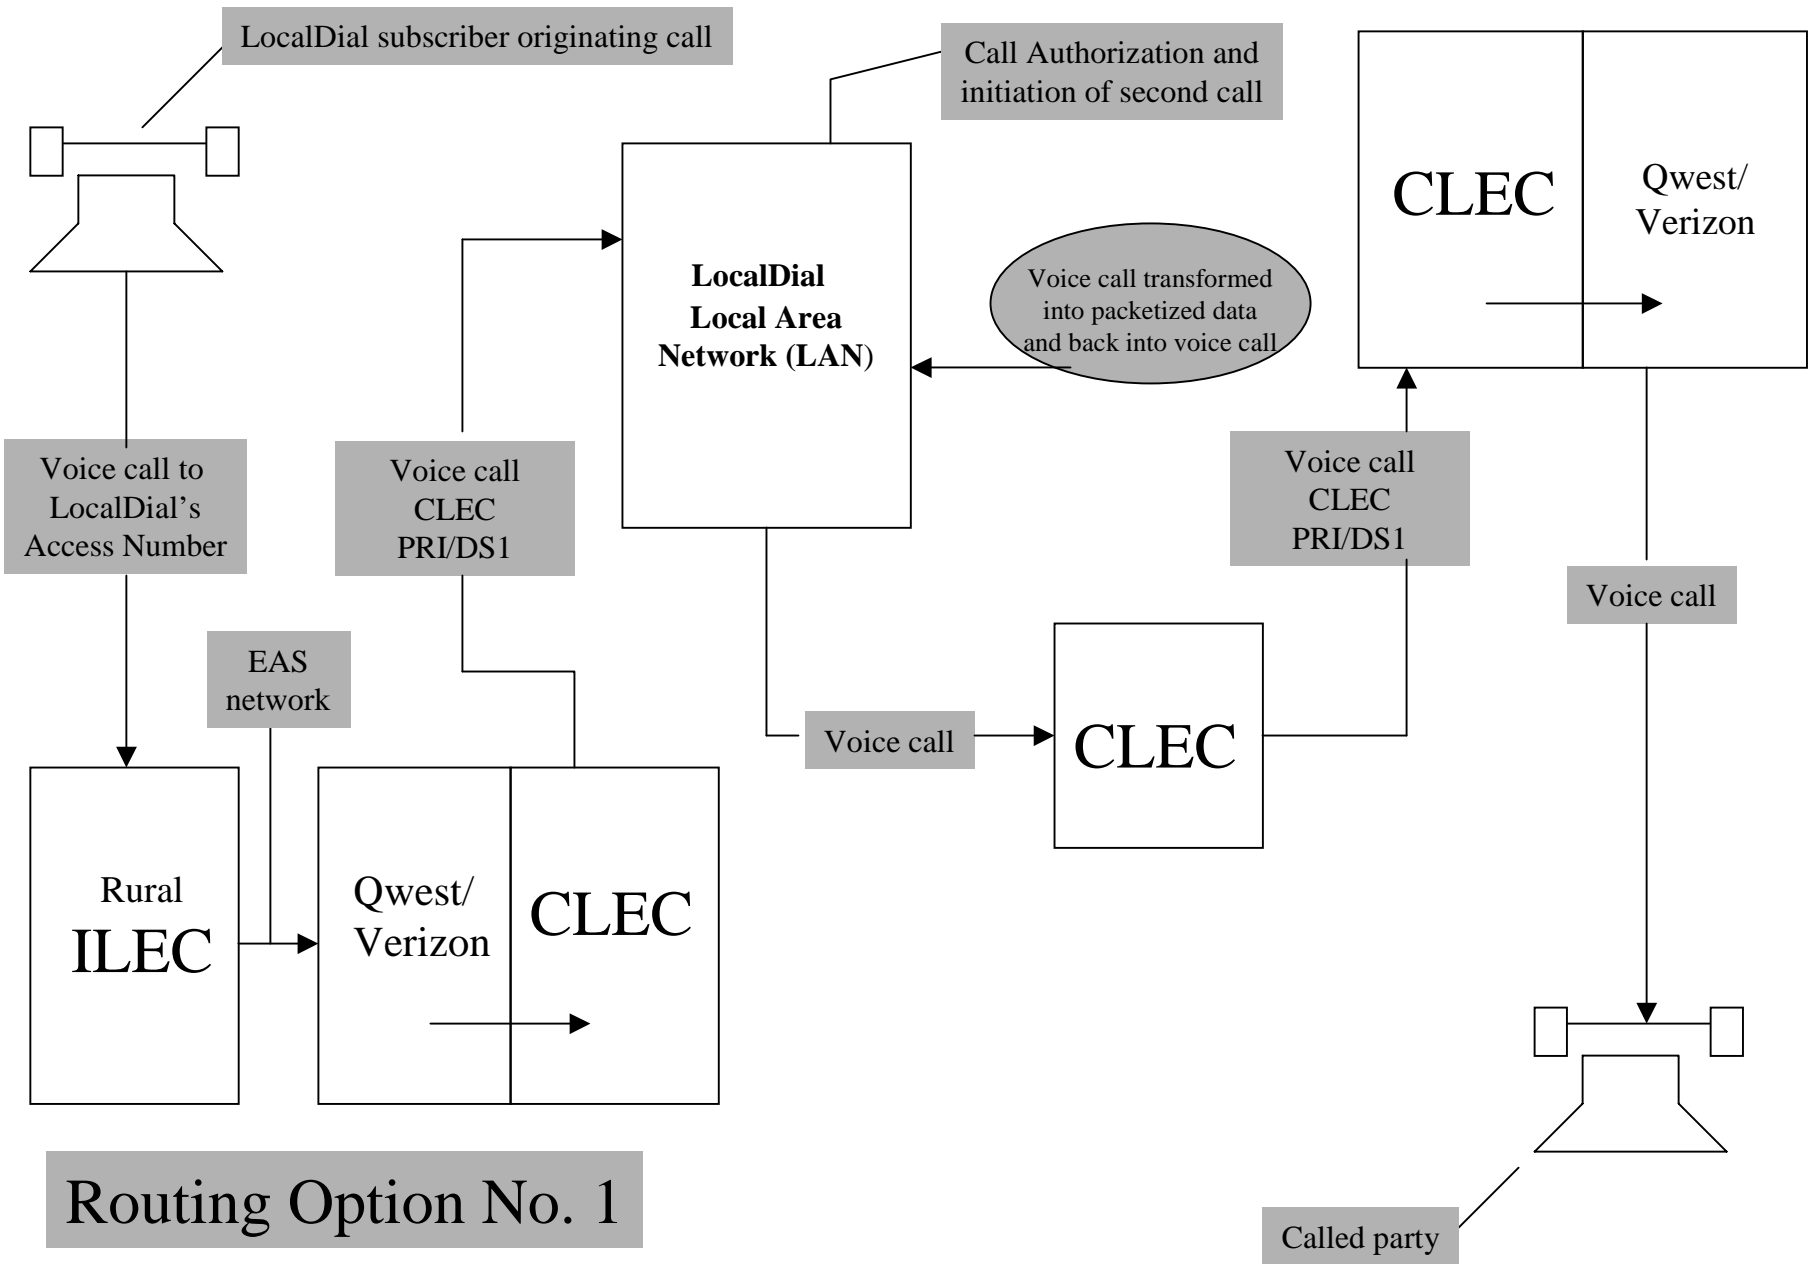 LocalDial subscriber originating call
Call Authorization and
initiation of second call
CLEC
Qwest/
Verizon
LocalDial
Local Area
Network (LAN)
Voice call transformed
into packetized data
and back into voice call
Voice call to
LocalDial’s
Access Number
Voice call
CLEC
PRI/DS1
Voice call
CLEC
PRI/DS1
Voice call
EAS
network
Voice call
CLEC
Rural
ILEC
Qwest/
Verizon
CLEC
Routing Option No. 1
Called party